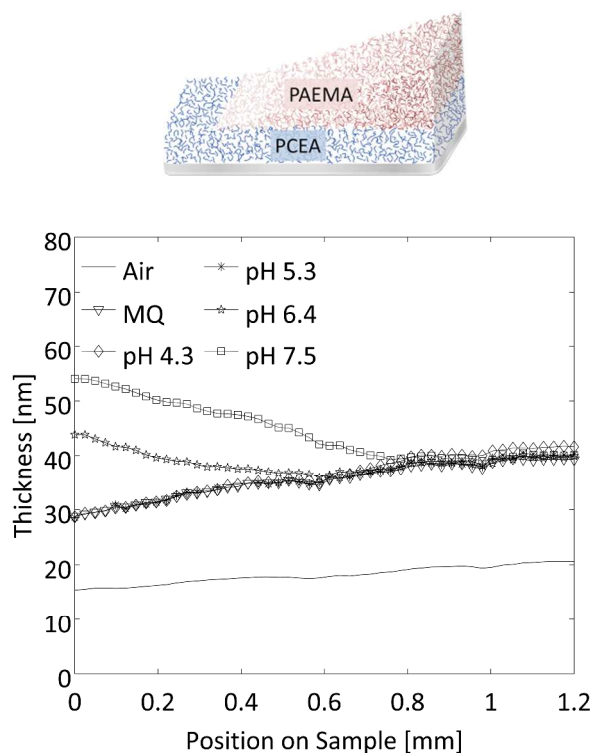 PAEMA
PCEA
80
70
60
50
40
30
20
10
0
Thickness [nm]
Air
MQ
pH 4.3
pH 5.3
pH 6.4
pH 7.5
0 0.2 0.4 0.6 0.8 1 1.2
Position on Sample [mm]